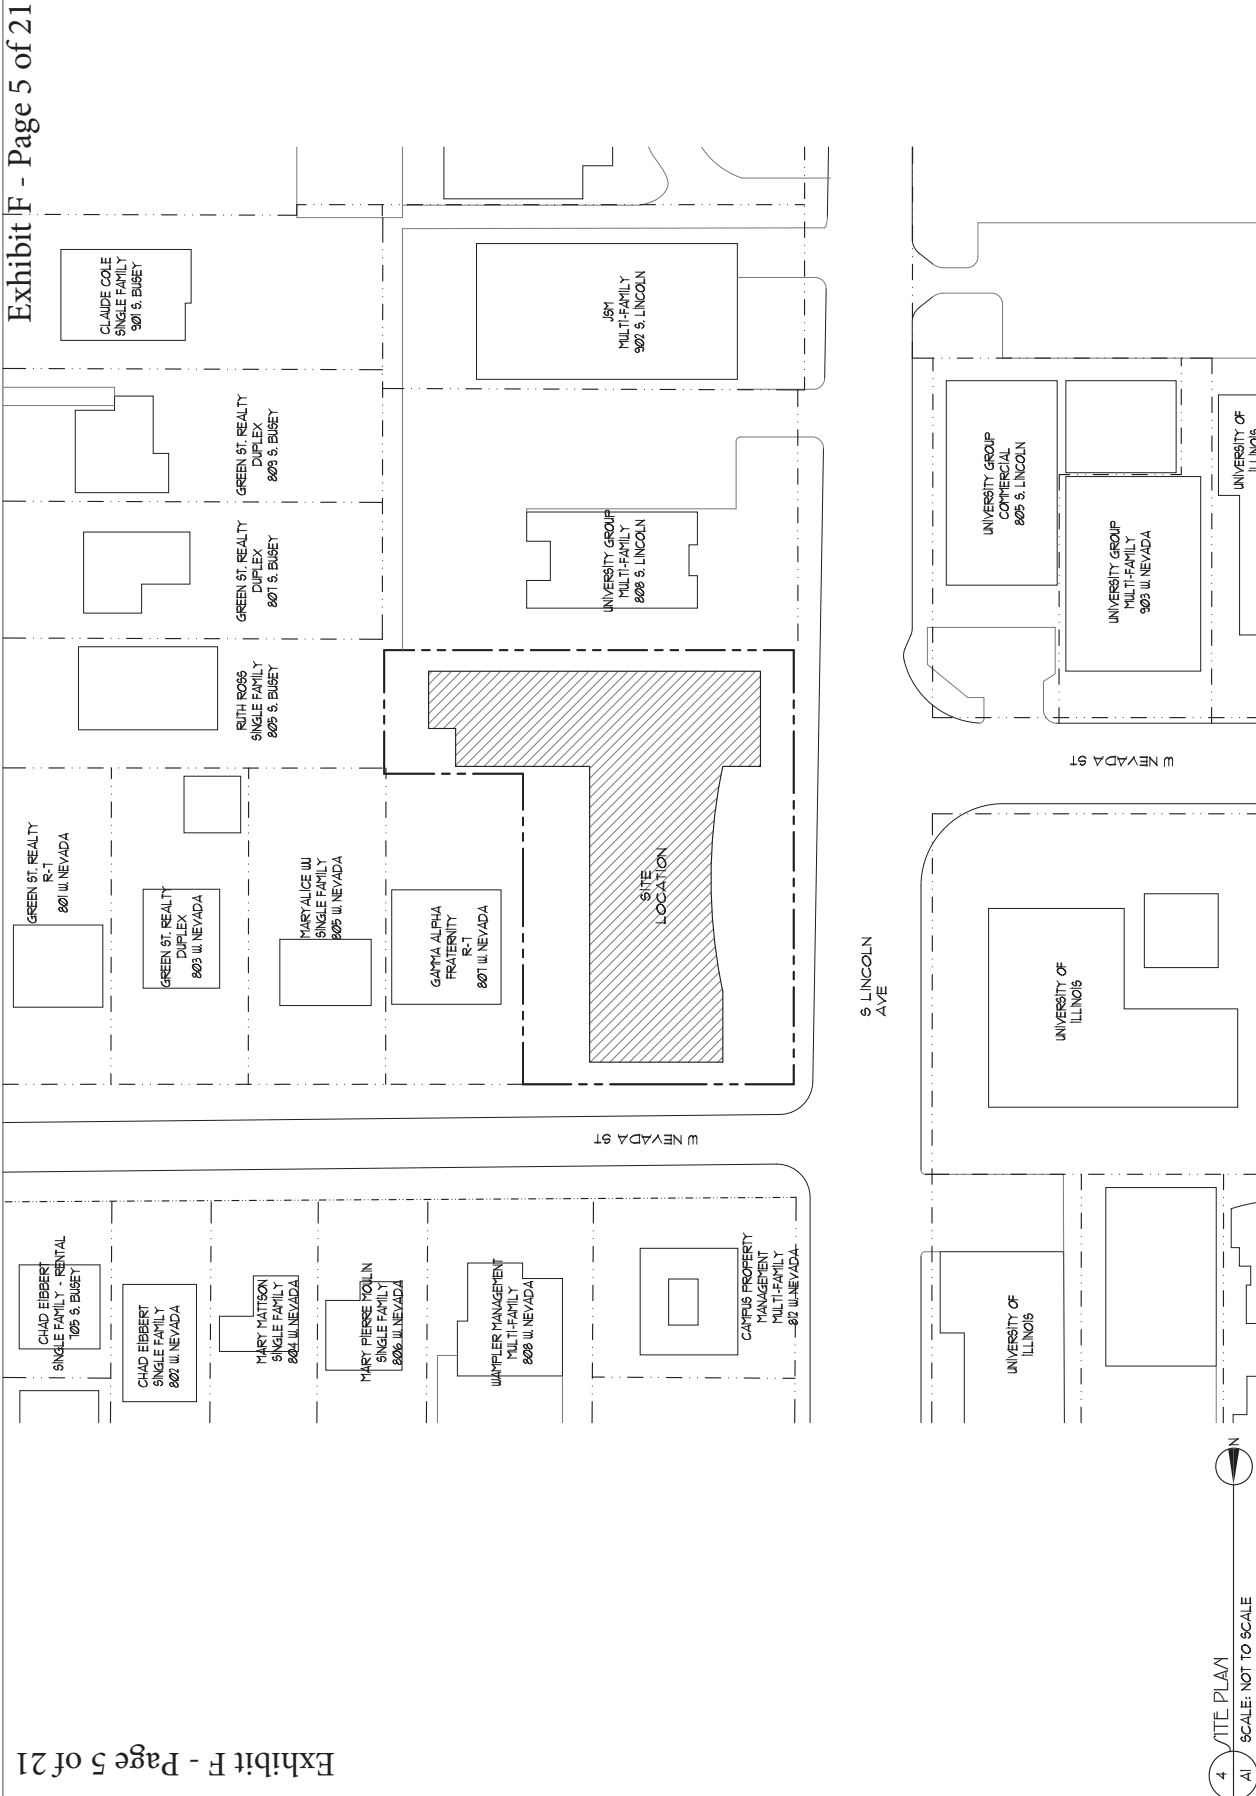 Exhibit F - Page 5 of 21
CLAUDE COLE
SINGLE FAMILY
901 S. BUSEY
GREEN ST. REALTY
DUPLEX
809 S. BUSEY
GREEN ST. REALTY
DUPLEX
807 S. BUSEY
RUTH ROSS
SINGLE FAMILY
805 S. BUSEY
JSM
MULTI-FAMILY
902 S. LINCOLN
UNIVERSITY GROUP
MULTI-FAMILY
808 S. LINCOLN
UNIVERSITY GROUP
COMMERCIAL
805 S. LINCOLN
UNIVERSITY GROUP
MULTI-FAMILY
903 W. NEVADA
UNIVERSITY OF
ILLINOIS
W NEVADA ST
GREEN ST. REALTY
R-7
801 W. NEVADA
GREEN ST. REALTY
DUPLEX
803 W. NEVADA
MARYALICE WU
SINGLE FAMILY
805 W. NEVADA
GAMMA ALPHA
FRATERNITY
R-7
807 W. NEVADA
SITE
LOCATION
S LINCOLN
AVE
UNIVERSITY OF
ILLINOIS
W NEVADA ST
CHAD EIBBERT
SINGLE FAMILY - RENTAL
705 S. BUSEY
CHAD EIBBERT
SINGLE FAMILY
802 W. NEVADA
MARY MATTSON
SINGLE FAMILY
804 W. NEVADA
MARY PIERRE MOULIN
SINGLE FAMILY
806 W. NEVADA
WAMPLER MANAGEMENT
MULTI-FAMILY
808 W. NEVADA
CAMPUS PROPERTY
MANAGEMENT
MULTI-FAMILY
812 W. NEVADA
UNIVERSITY OF
ILLINOIS
N
4
A1
SITE PLAN
SCALE: NOT TO SCALE
Exhibit F - Page 5 of 21